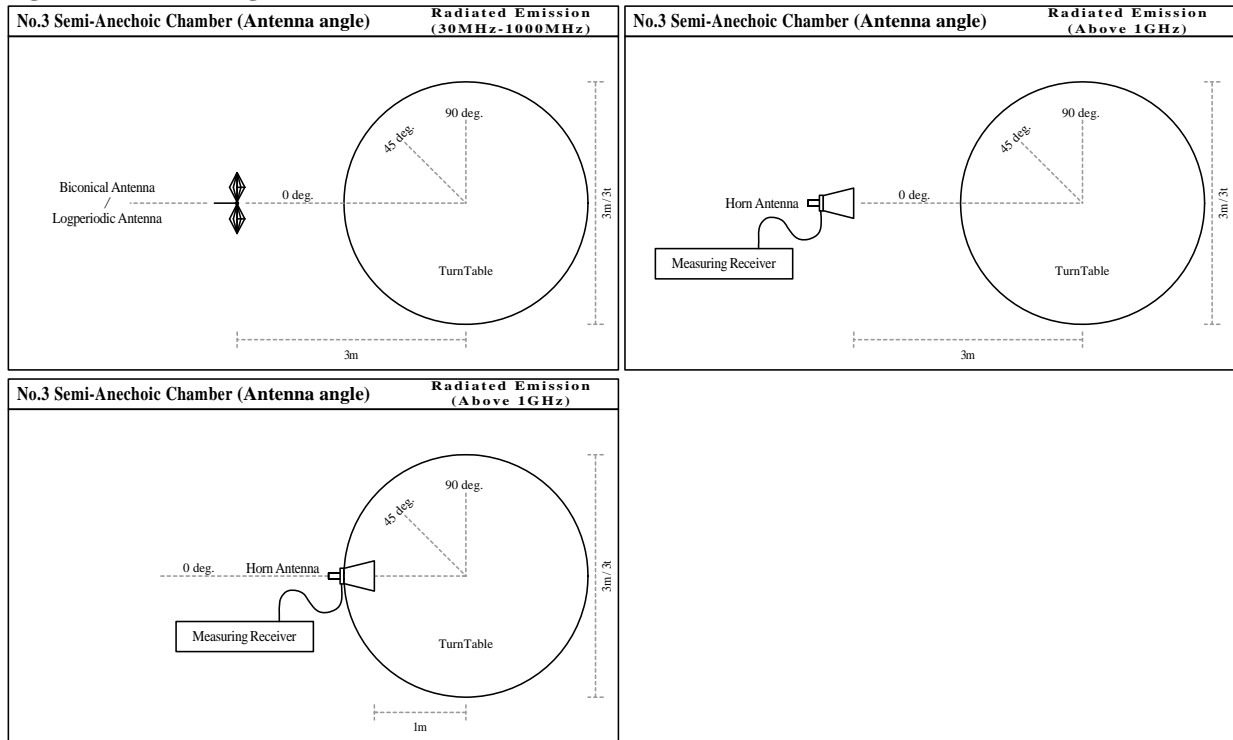 No.3 Semi-Anechoic Chamber (Antenna angle)
Radiated Emission
(30MHz-1000MHz)
90 deg.
45 deg.
Biconical Antenna
/
Logperiodic Antenna
0 deg.
3m / 3t
TurnTable
3m
No.3 Semi-Anechoic Chamber (Antenna angle)
Radiated Emission
(Above 1GHz)
90 deg.
45 deg.
Horn Antenna
0 deg.
3m / 3t
Measuring Receiver
TurnTable
3m
No.3 Semi-Anechoic Chamber (Antenna angle)
Radiated Emission
(Above 1GHz)
90 deg.
45 deg.
0 deg.
Horn Antenna
3m / 3t
Measuring Receiver
TurnTable
1m